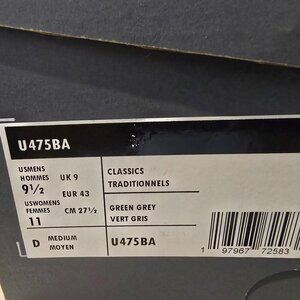 U475BA
USMENS
HOMMES
9½
UK 9
EUR 43
USWOMENS
FEMMES
11
CM 27½
D
MEDIUM
MOYEN
CLASSICS
TRADITIONNELS
GREEN GREY
VERT GRIS
U475BA
1 97967 72583